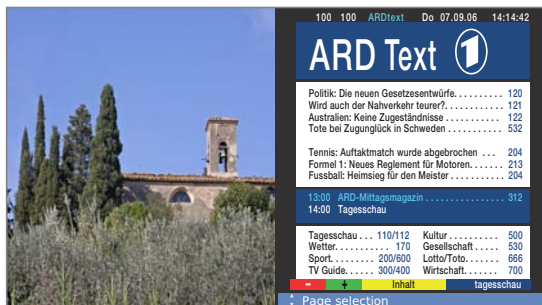 100 100 ARDtext Do 07.09.06 14:14:42
ARD Text 1
Politik: Die neuen Gesetzesentwürfe.......... 120
Wird auch der Nahverkehr teurer?........... 121
Australien: Keine Zugeständnisse ........... 122
Tote bei Zugunglück in Schweden ........... 532
Tennis: Auftaktmatch wurde abgebrochen ... 204
Formel 1: Neues Reglement für Motoren....... 213
Fussball: Heimsieg für den Meister ........... 204
13:00 ARD-Mittagsmagazin ................ 312
14:00 Tagesschau
Tagesschau ... 110/112 Kultur .......... 500
Wetter.......... 170 Gesellschaft ..... 530
Sport........ 200/600 Lotto/Toto....... 666
TV Guide..... 300/400 Wirtschaft....... 700
- + Inhalt tagesschau
Page selection